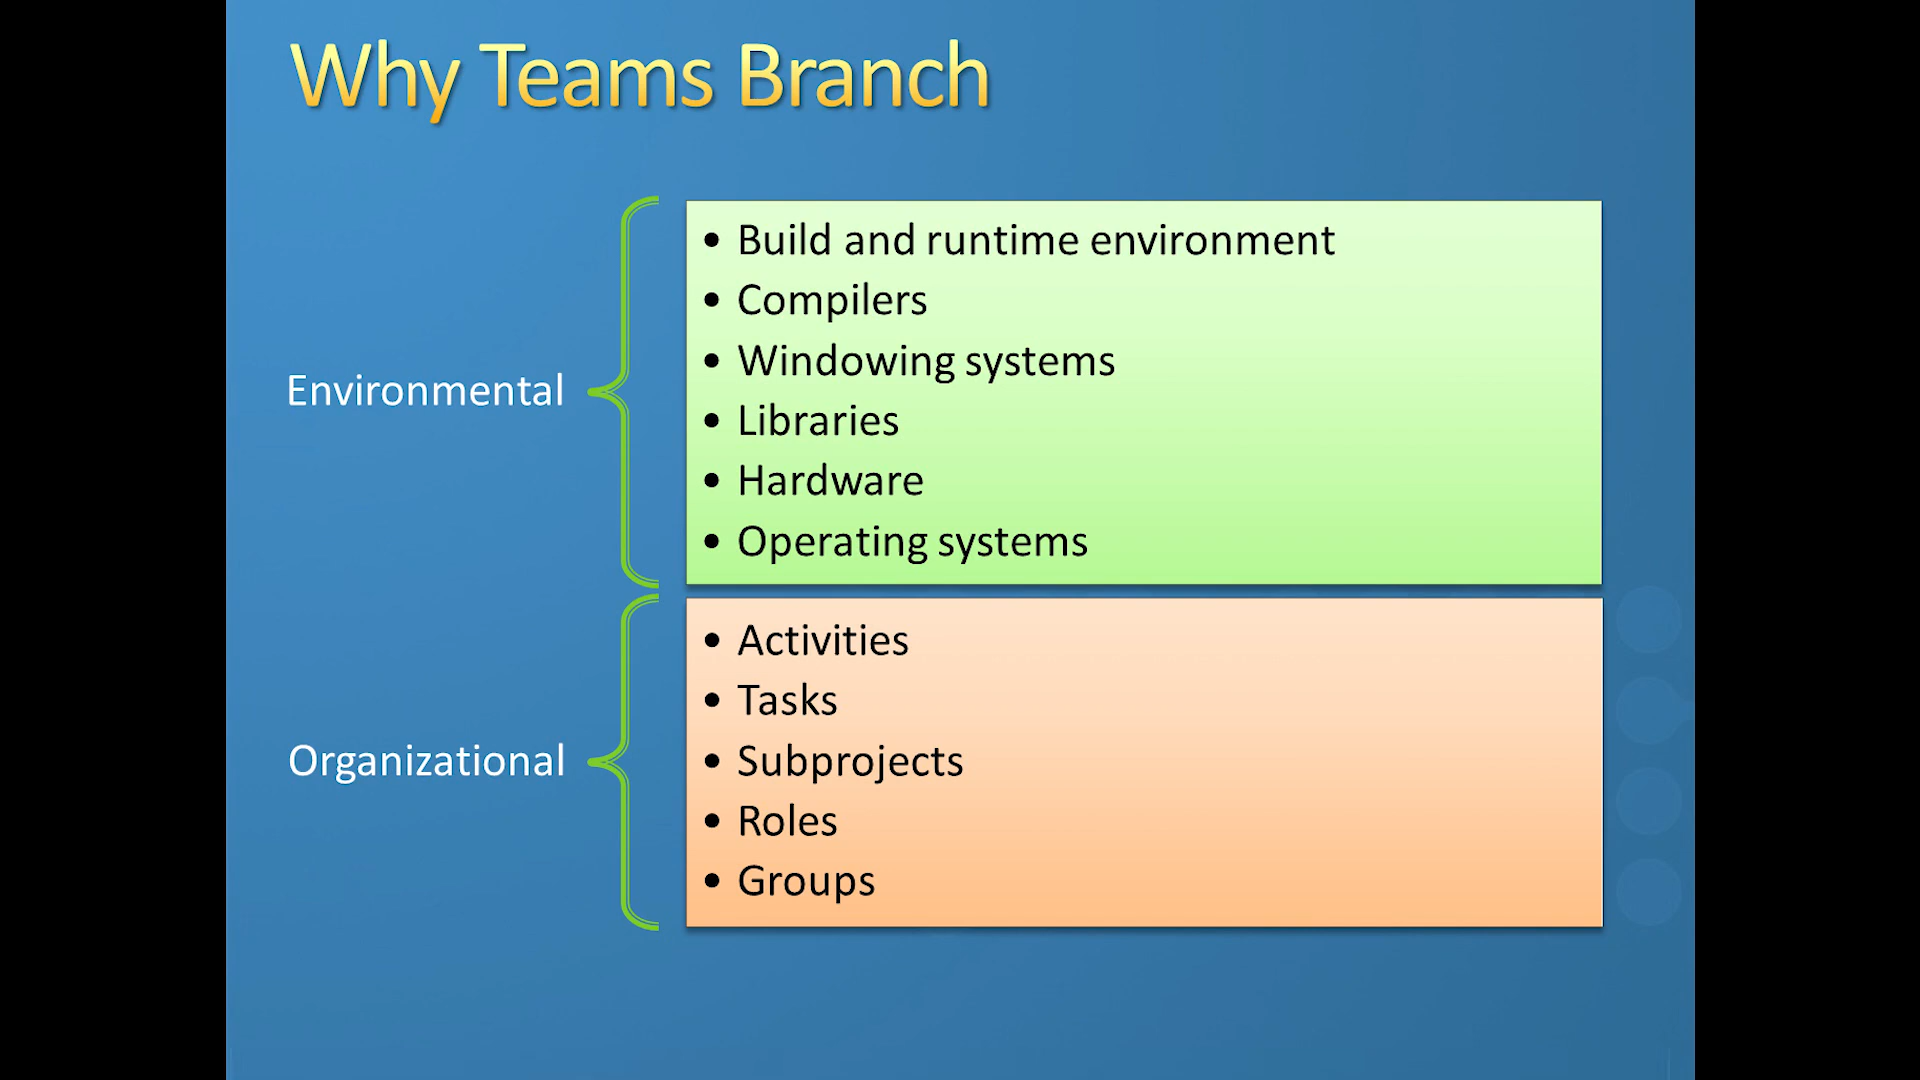 Why Teams Branch
Environmental
• Build and runtime environment
• Compilers
• Windowing systems
• Libraries
• Hardware
• Operating systems
Organizational
• Activities
• Tasks
• Subprojects
• Roles
• Groups